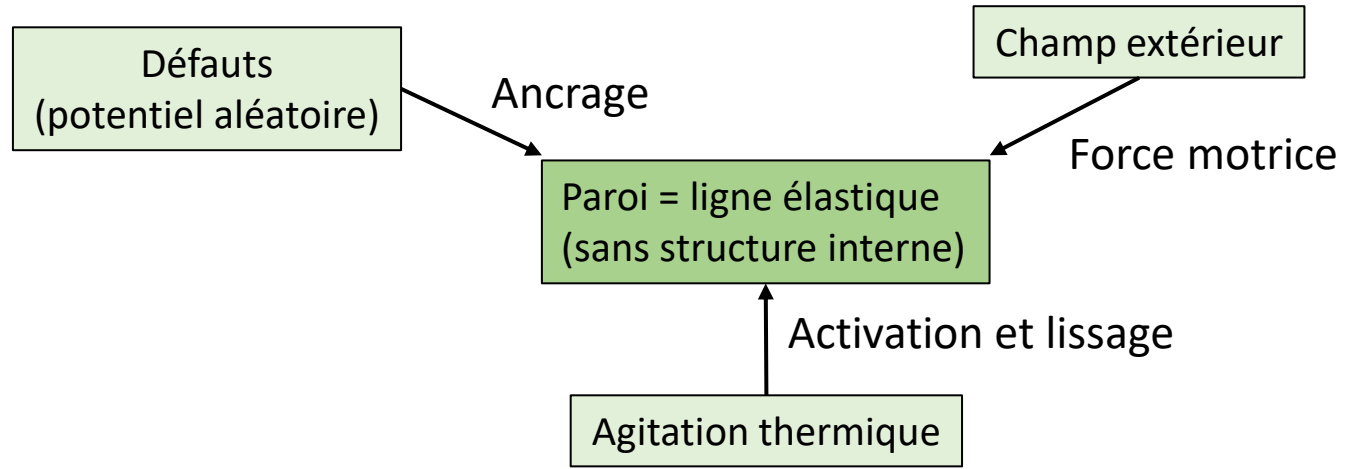 Défauts
(potentiel aléatoire)
Ancrage
Champ extérieur
Force motrice
Paroi = ligne élastique
(sans structure interne)
Activation et lissage
Agitation thermique